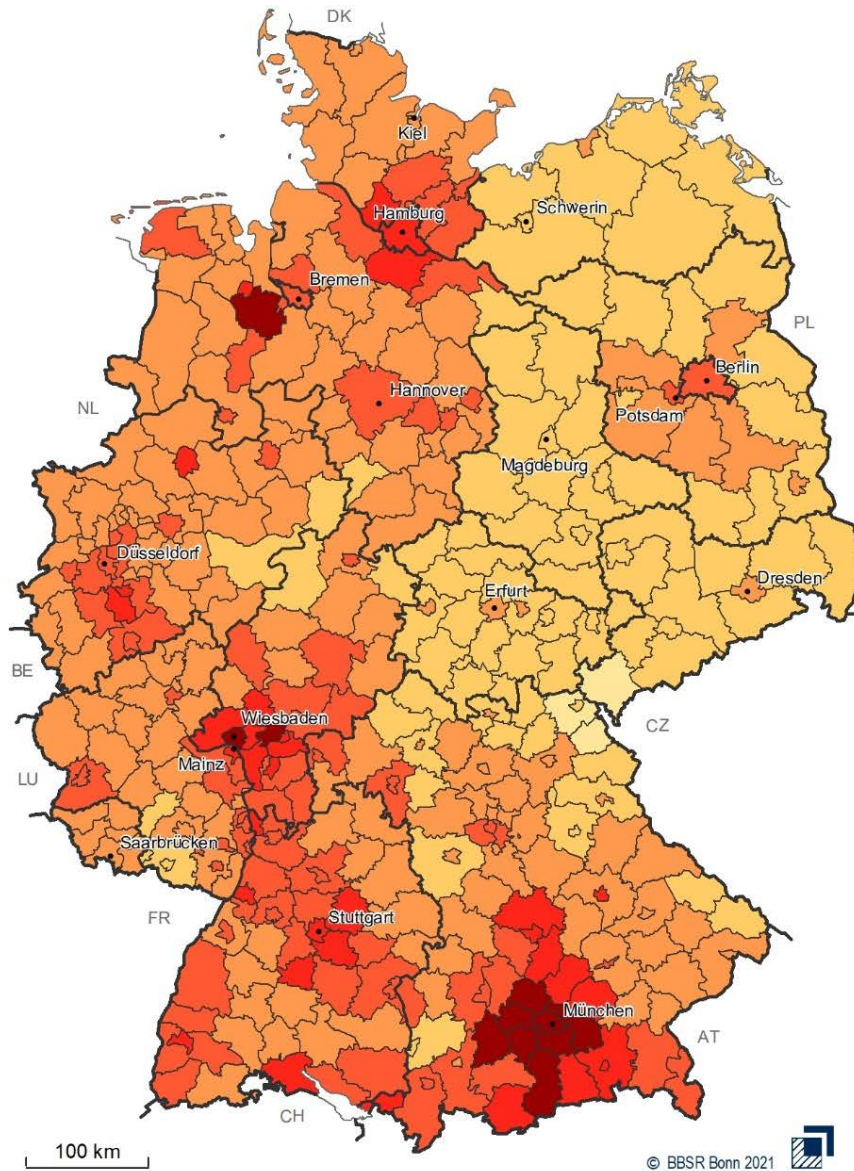 DK
Kiel
Hamburg
Schwerin
Bremen
PL
Berlin
NL
Hannover
Potsdam
Magdeburg
Düsseldorf
Dresden
Erfurt
BE
Wiesbaden
CZ
Mainz
LU
Saarbrücken
FR
Stuttgart
München
AT
CH
100 km
© BBSR Bonn 2021